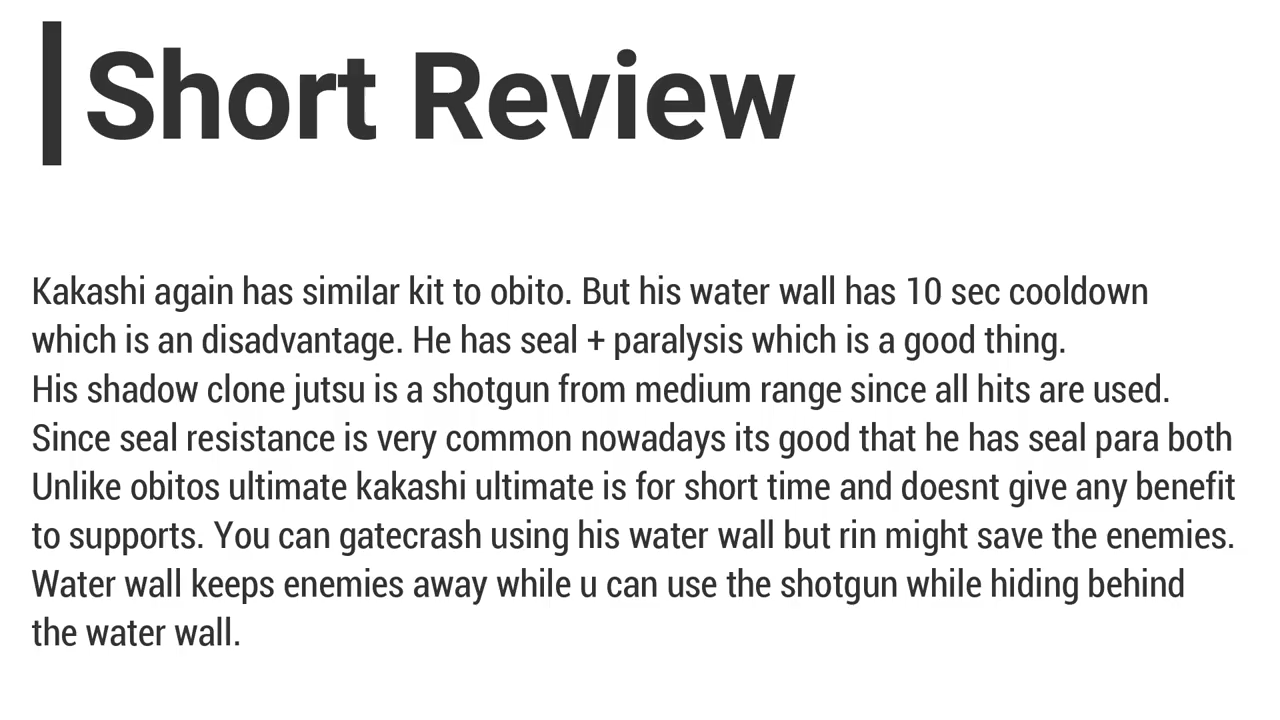 Short Review
Kakashi again has similar kit to obito. But his water wall has 10 sec cooldown
which is an disadvantage. He has seal + paralysis which is a good thing.
His shadow clone jutsu is a shotgun from medium range since all hits are used.
Since seal resistance is very common nowadays its good that he has seal para both
Unlike obitos ultimate kakashi ultimate is for short time and doesnt give any benefit
to supports. You can gatecrash using his water wall but rin might save the enemies.
Water wall keeps enemies away while u can use the shotgun while hiding behind
the water wall.